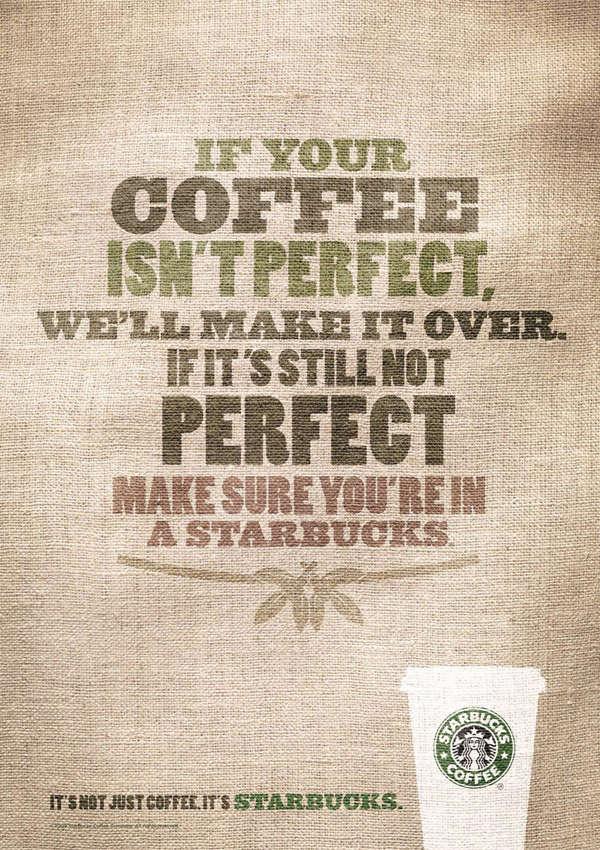 IF YOUR
COFFEE
ISN'T PERFECT,
WE'LL MAKE IT OVER.
IF IT'S STILL NOT
PERFECT
MAKE SURE YOU'RE IN
A STARBUCKS.
STARBUCKS
COFFEE
®
IT'S NOT JUST COFFEE. IT'S STARBUCKS.